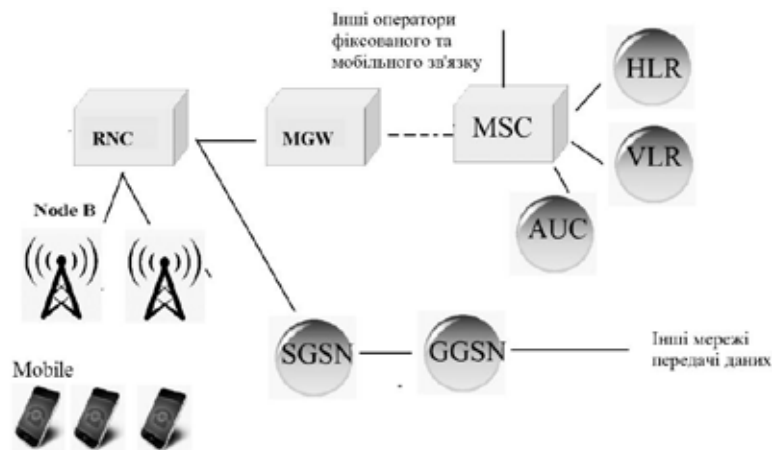 Інші оператори
фіксованого та
мобільного зв'язку
HLR
RNC
MGW
MSC
VLR
Node B
AUC
SGSN
GGSN
Інші мережі
передачі даних
Mobile